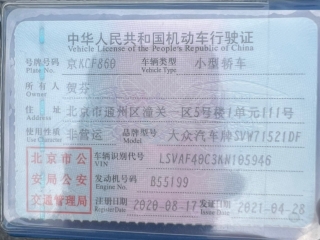 中华人民共和国机动车行驶证
Vehicle License of the People's Republic of China
号牌号码 京KCF860 车辆类型 小型轿车
Plate No. Vehicle Type
所有人 贺芬
Owner
住址 北京市通州区潼关一区5号楼1单元111号
Address
使用性质 非营运 品牌型号 大众汽车牌SVW71521DF
Use Character Model
北京市公 车辆识别代号 LSVAF40C3KN105946
VIN
安局公安 发动机号码 B55199
Engine No.
交通管理局 注册日期 2020-08-17 发证日期 2021-04-28
Register Date Issue Date